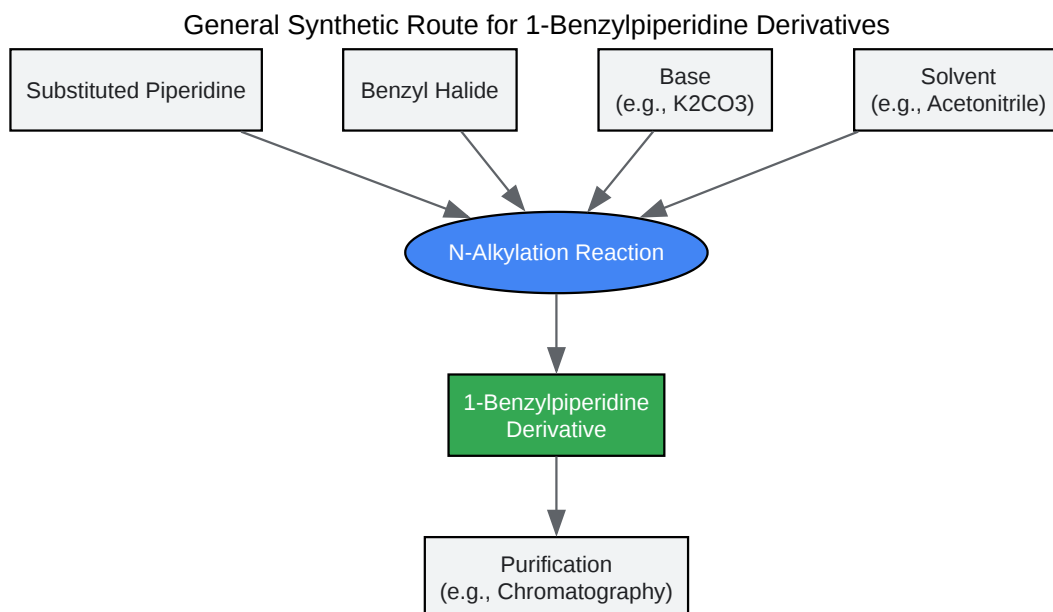 General Synthetic Route for 1-Benzylpiperidine Derivatives
Substituted Piperidine
Benzyl Halide
Base
(e.g., K2CO3)
Solvent
(e.g., Acetonitrile)
N-Alkylation Reaction
1-Benzylpiperidine
Derivative
Purification
(e.g., Chromatography)